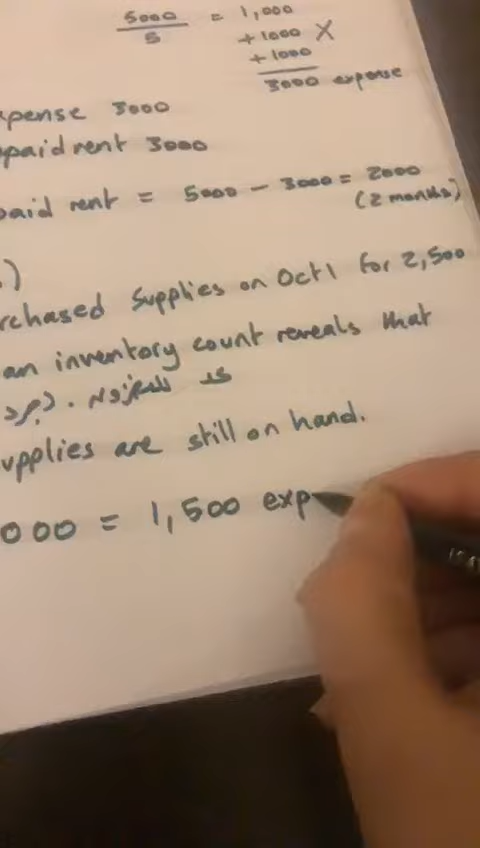 5000 = 1,000
5 +1000 X
+1000
3000 expense
pense 3000
paid rent 3000
paid rent = 5000 - 3000 = 2000
(2 months)
.)
rchased supplies on Oct 1 for 2,500
an inventory count reveals that
supplies are still on hand.
000 = 1,500 exp